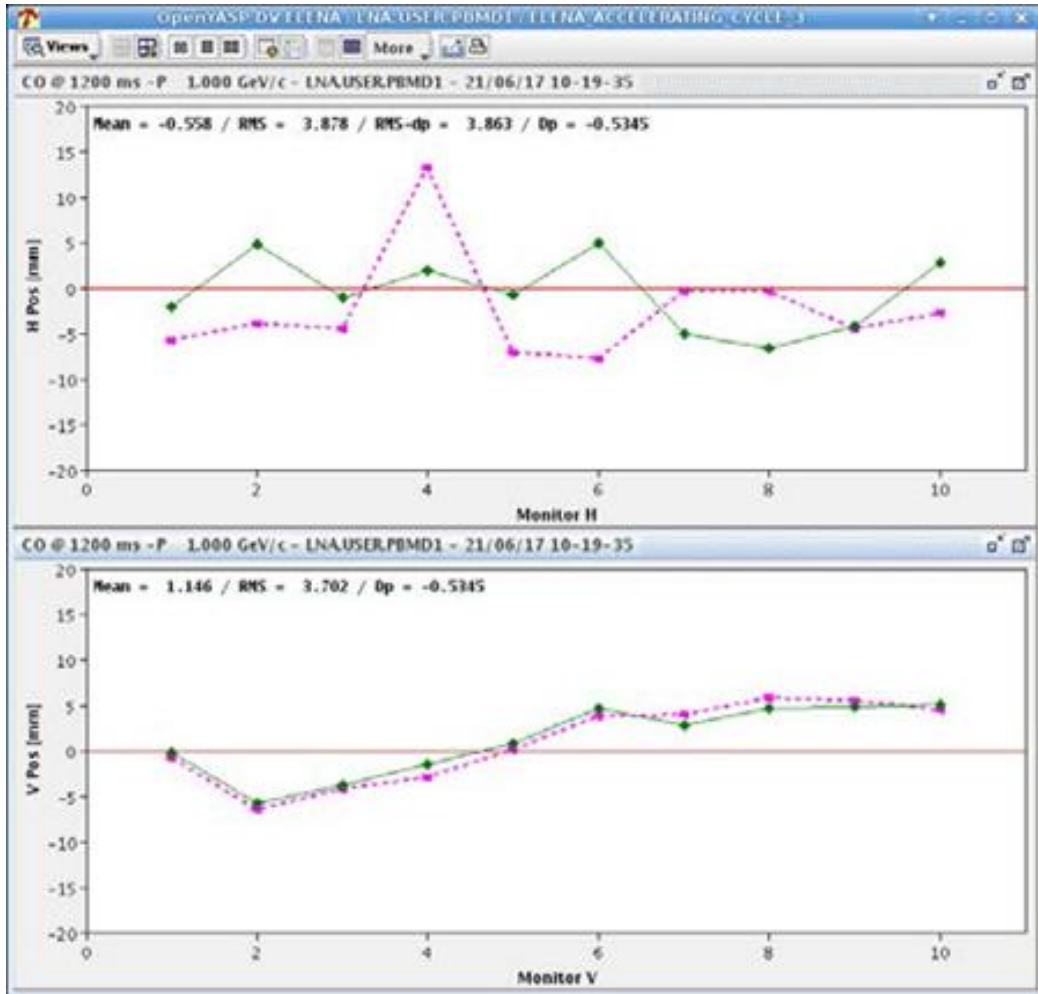 OpenYASP DV ELENA / LNA.USER.PBMD1 / ELENA_ACCELERATING_CYCLE_3
Views More
CO @ 1200 ms -P 1.000 GeV/c - LNA.USER.PBMD1 - 21/06/17 10-19-35
Mean = -0.558 / RMS = 3.878 / RMS-dp = 3.863 / Dp = -0.5345
20
15
10
5
0
-5
-10
-15
-20
H Pos [mm]
0 2 4 6 8 10
Monitor H
CO @ 1200 ms -P 1.000 GeV/c - LNA.USER.PBMD1 - 21/06/17 10-19-35
Mean = 1.146 / RMS = 3.702 / Dp = -0.5345
20
15
10
5
0
-5
-10
-15
-20
V Pos [mm]
0 2 4 6 8 10
Monitor V